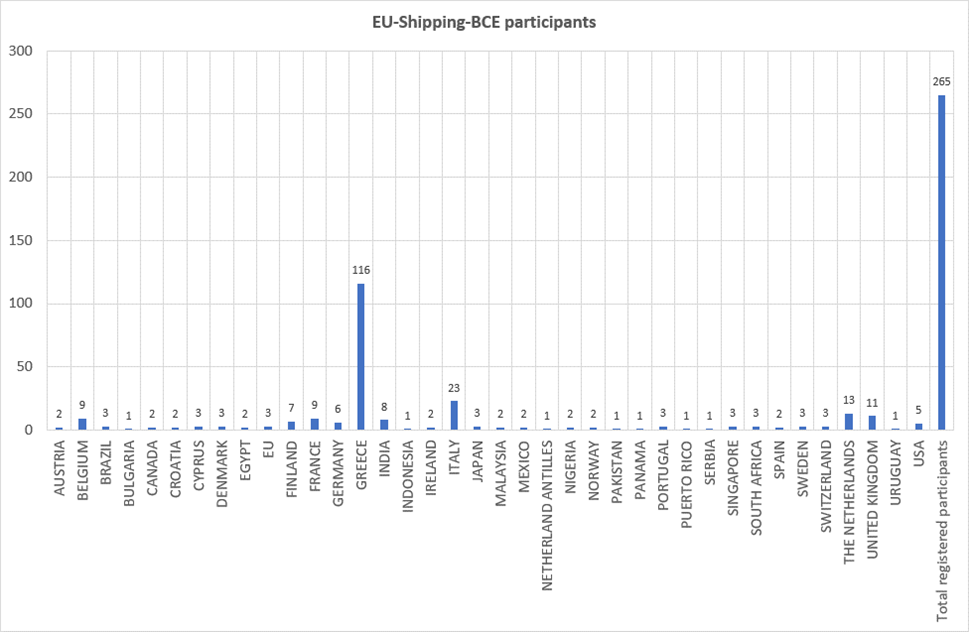 EU-Shipping-BCE participants
300
250
200
150
100
50
0
2
9
3
1
2
2
3
3
2
3
7
9
6
116
8
1
2
23
3
2
2
1
2
2
1
1
3
1
1
3
3
2
3
3
13
11
1
5
265
AUSTRIA
BELGIUM
BRAZIL
BULGARIA
CANADA
CROATIA
CYPRUS
DENMARK
EGYPT
EU
FINLAND
FRANCE
GERMANY
GREECE
INDIA
INDONESIA
IRELAND
ITALY
JAPAN
MALAYSIA
MEXICO
NETHERLAND ANTILLES
NIGERIA
NORWAY
PAKISTAN
PANAMA
PORTUGAL
PUERTO RICO
SERBIA
SINGAPORE
SOUTH AFRICA
SPAIN
SWEDEN
SWITZERLAND
THE NETHERLANDS
UNITED KINGDOM
URUGUAY
USA
Total registered participants